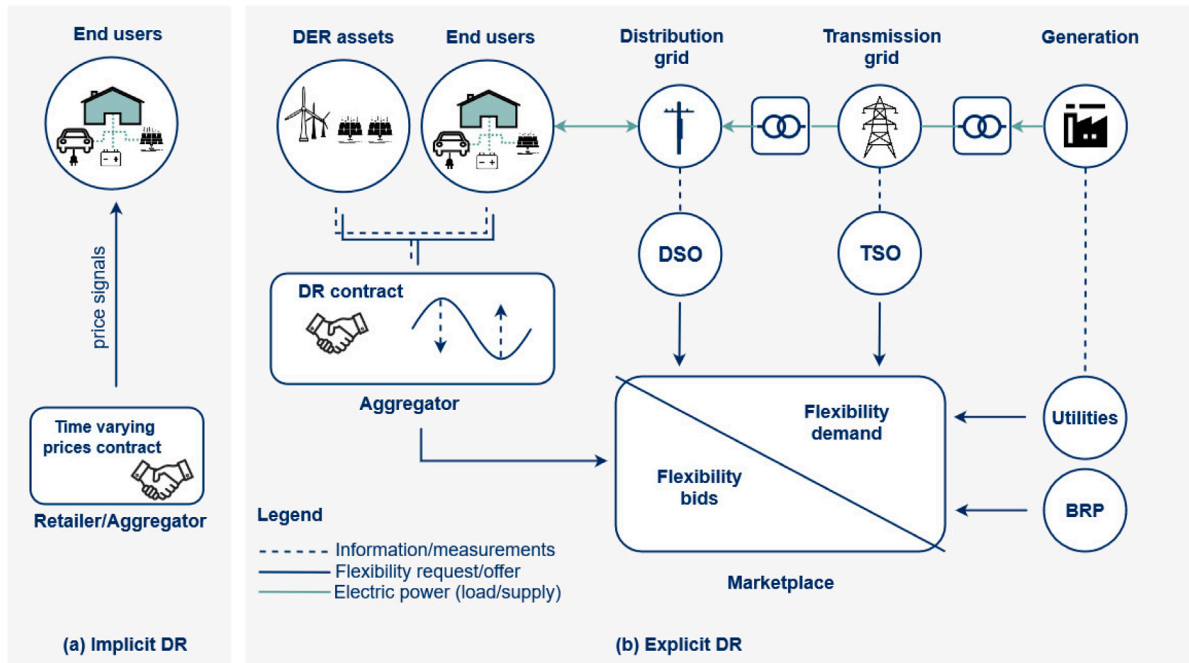 End users
price signals
Time varying
prices contract
Retailer/Aggregator
(a) Implicit DR
DER assets
End users
Distribution
grid
Transmission
grid
Generation
DSO
TSO
DR contract
Aggregator
Flexibility
demand
Flexibility
bids
Utilities
BRP
Marketplace
Legend
Information/measurements
Flexibility request/offer
Electric power (load/supply)
(b) Explicit DR